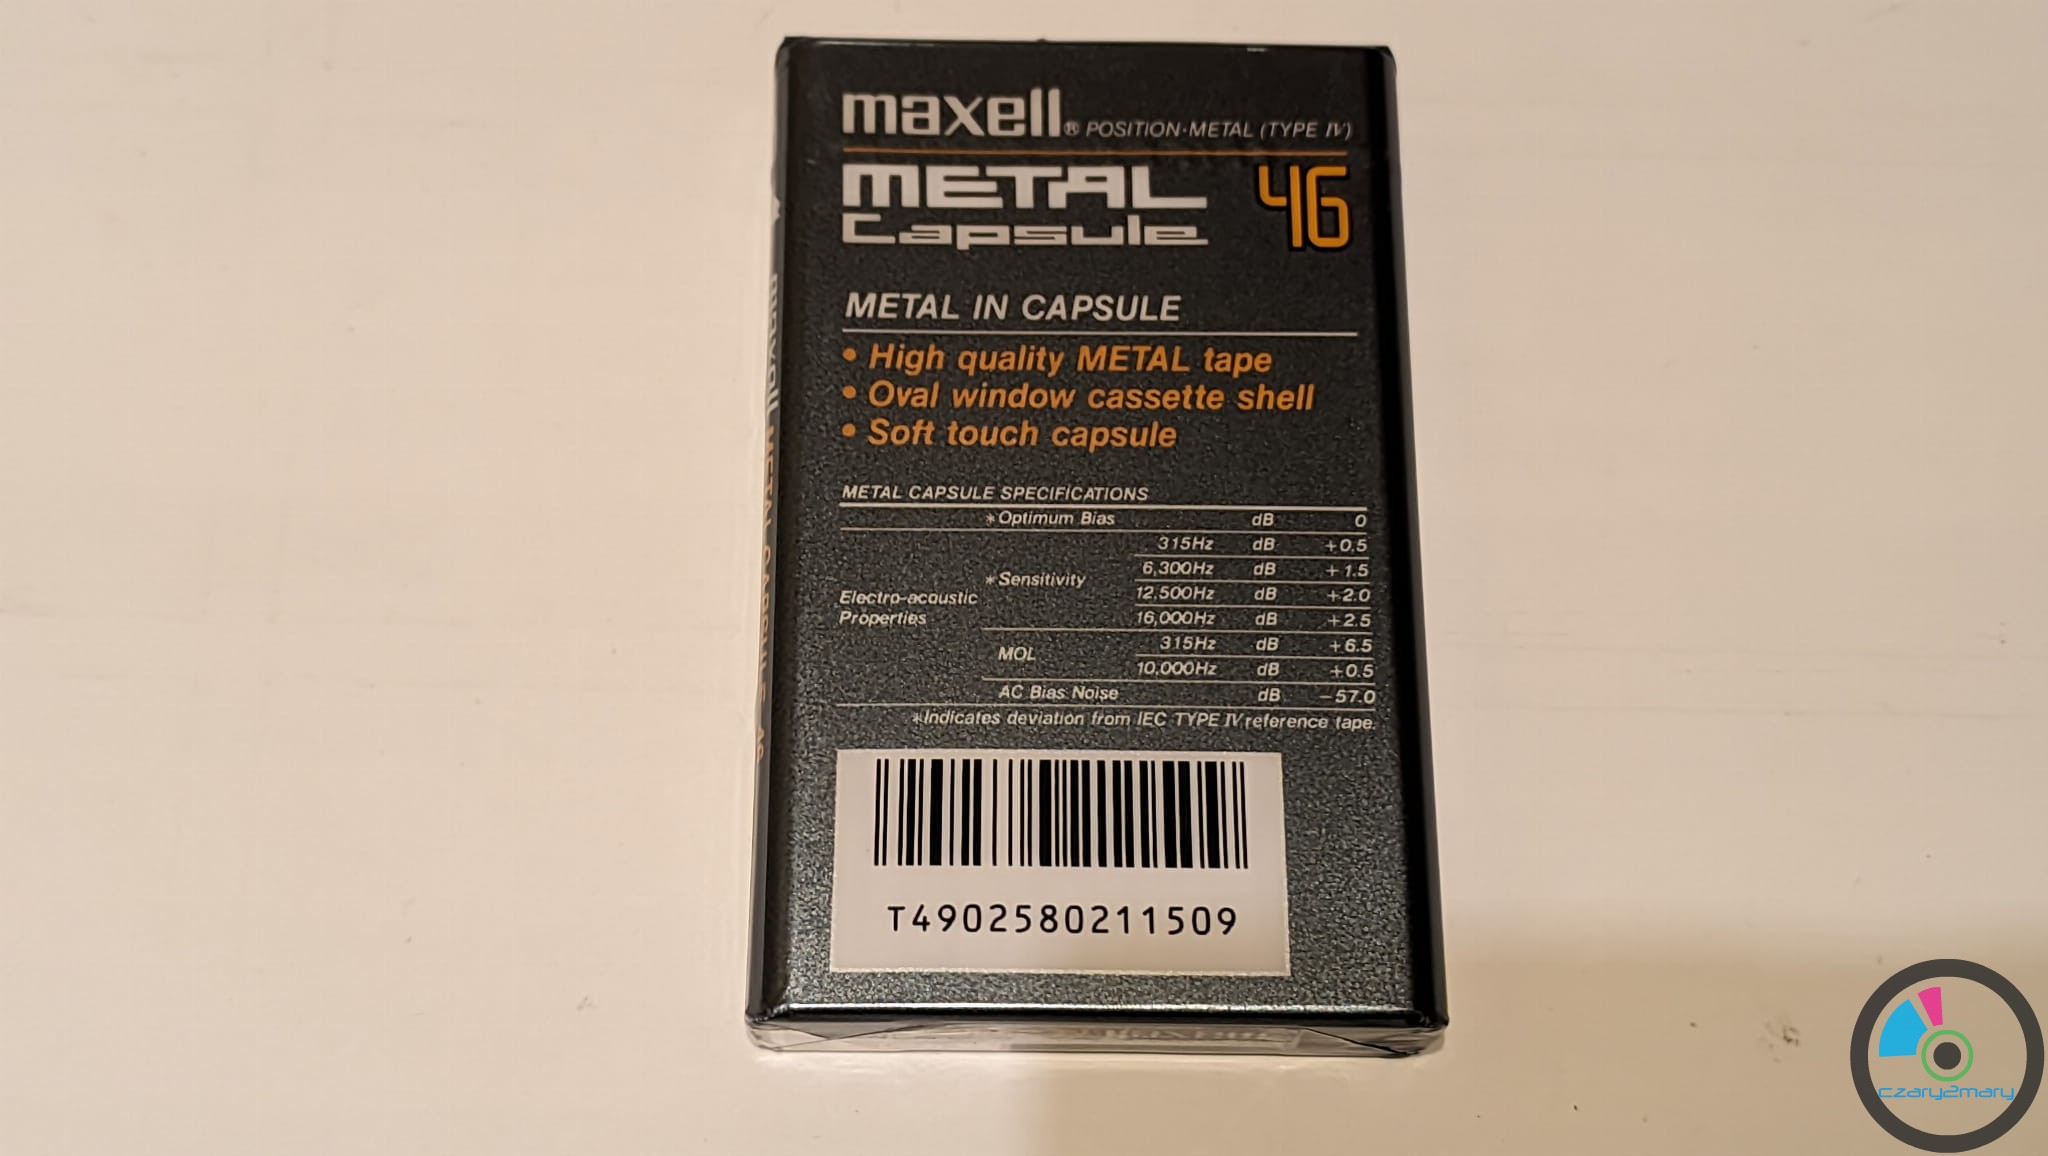 maxell® POSITION·METAL (TYPE IV)
METAL
Capsule
46
METAL IN CAPSULE
• High quality METAL tape
• Oval window cassette shell
• Soft touch capsule
METAL CAPSULE SPECIFICATIONS
*Optimum Bias dB 0
Electro-acoustic
Properties
*Sensitivity
315Hz dB +0.5
6,300Hz dB +1.5
12,500Hz dB +2.0
16,000Hz dB +2.5
MOL
315Hz dB +6.5
10,000Hz dB +0.5
AC Bias Noise dB -57.0
*Indicates deviation from IEC TYPE IV reference tape.
T4902580211509
maxell METAL CAPSULE 46
czary2mary